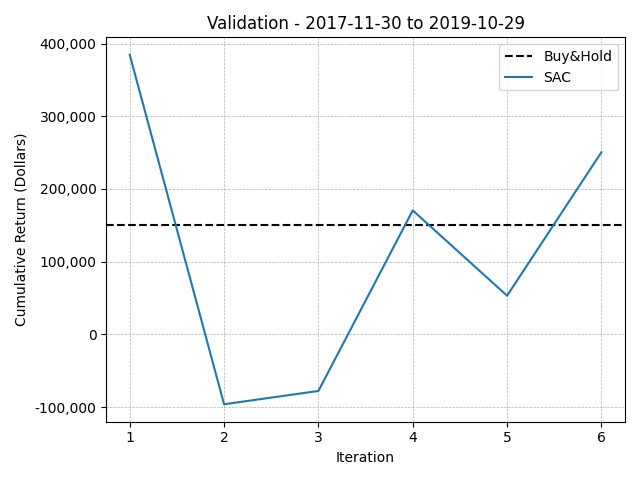 Validation - 2017-11-30 to 2019-10-29
400,000
300,000
200,000
100,000
0
-100,000
Cumulative Return (Dollars)
Buy&Hold
SAC
1 2 3 4 5 6
Iteration